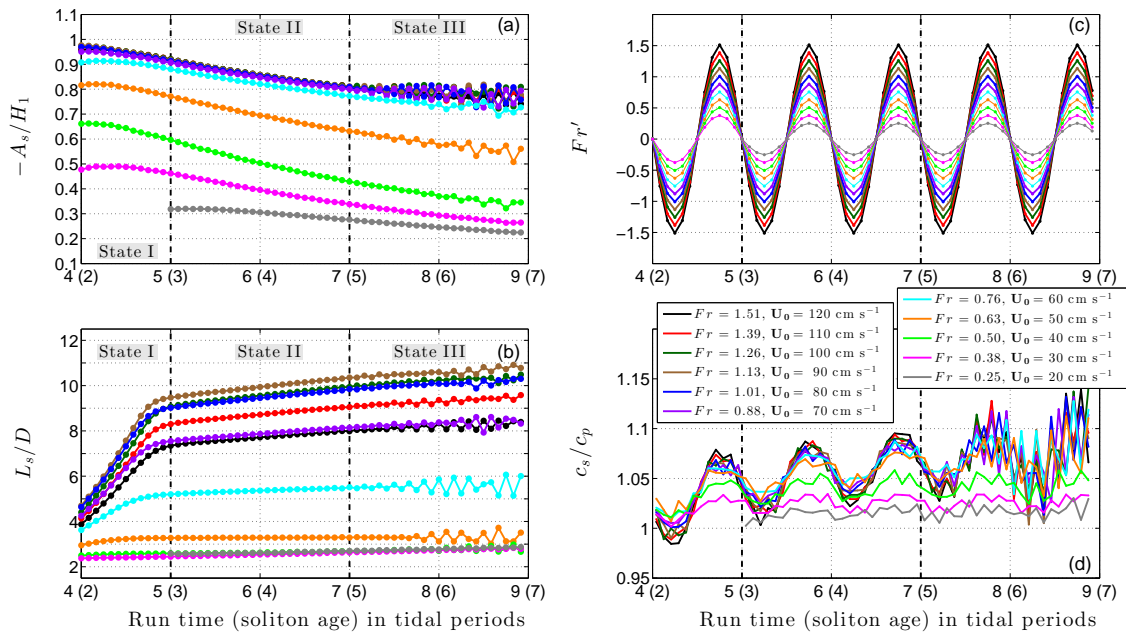 (a)
State I
State II
State III
−A_s/H_1
1.1
1
0.9
0.8
0.7
0.6
0.5
0.4
0.3
0.2
0.1
4 (2)
5 (3)
6 (4)
7 (5)
8 (6)
9 (7)
(c)
Fr′
1.5
1
0.5
0
−0.5
−1
−1.5
4 (2)
5 (3)
6 (4)
7 (5)
8 (6)
9 (7)
(b)
State I
State II
State III
L_s/D
12
10
8
6
4
2
4 (2)
5 (3)
6 (4)
7 (5)
8 (6)
9 (7)
Run time (soliton age) in tidal periods
Fr = 1.51, U₀ = 120 cm s⁻¹
Fr = 1.39, U₀ = 110 cm s⁻¹
Fr = 1.26, U₀ = 100 cm s⁻¹
Fr = 1.13, U₀ = 90 cm s⁻¹
Fr = 1.01, U₀ = 80 cm s⁻¹
Fr = 0.88, U₀ = 70 cm s⁻¹
Fr = 0.76, U₀ = 60 cm s⁻¹
Fr = 0.63, U₀ = 50 cm s⁻¹
Fr = 0.50, U₀ = 40 cm s⁻¹
Fr = 0.38, U₀ = 30 cm s⁻¹
Fr = 0.25, U₀ = 20 cm s⁻¹
c_s/c_p
1.2
1.15
1.1
1.05
1
0.95
(d)
4 (2)
5 (3)
6 (4)
7 (5)
8 (6)
9 (7)
Run time (soliton age) in tidal periods